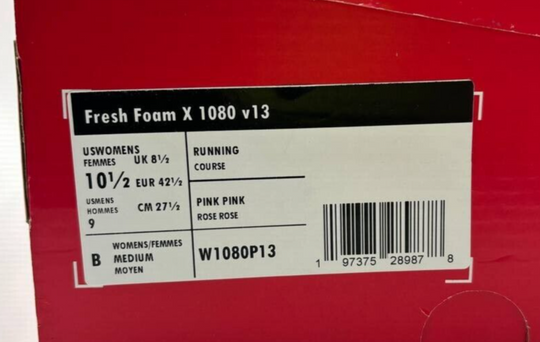 Fresh Foam X 1080 v13
USWOMENS
FEMMES
UK 8½
10½ EUR 42½
USMENS
HOMMES
CM 27½
9
RUNNING
COURSE
PINK PINK
ROSE ROSE
B
WOMENS/FEMMES
MEDIUM
MOYEN
W1080P13
1 97375 28987 8